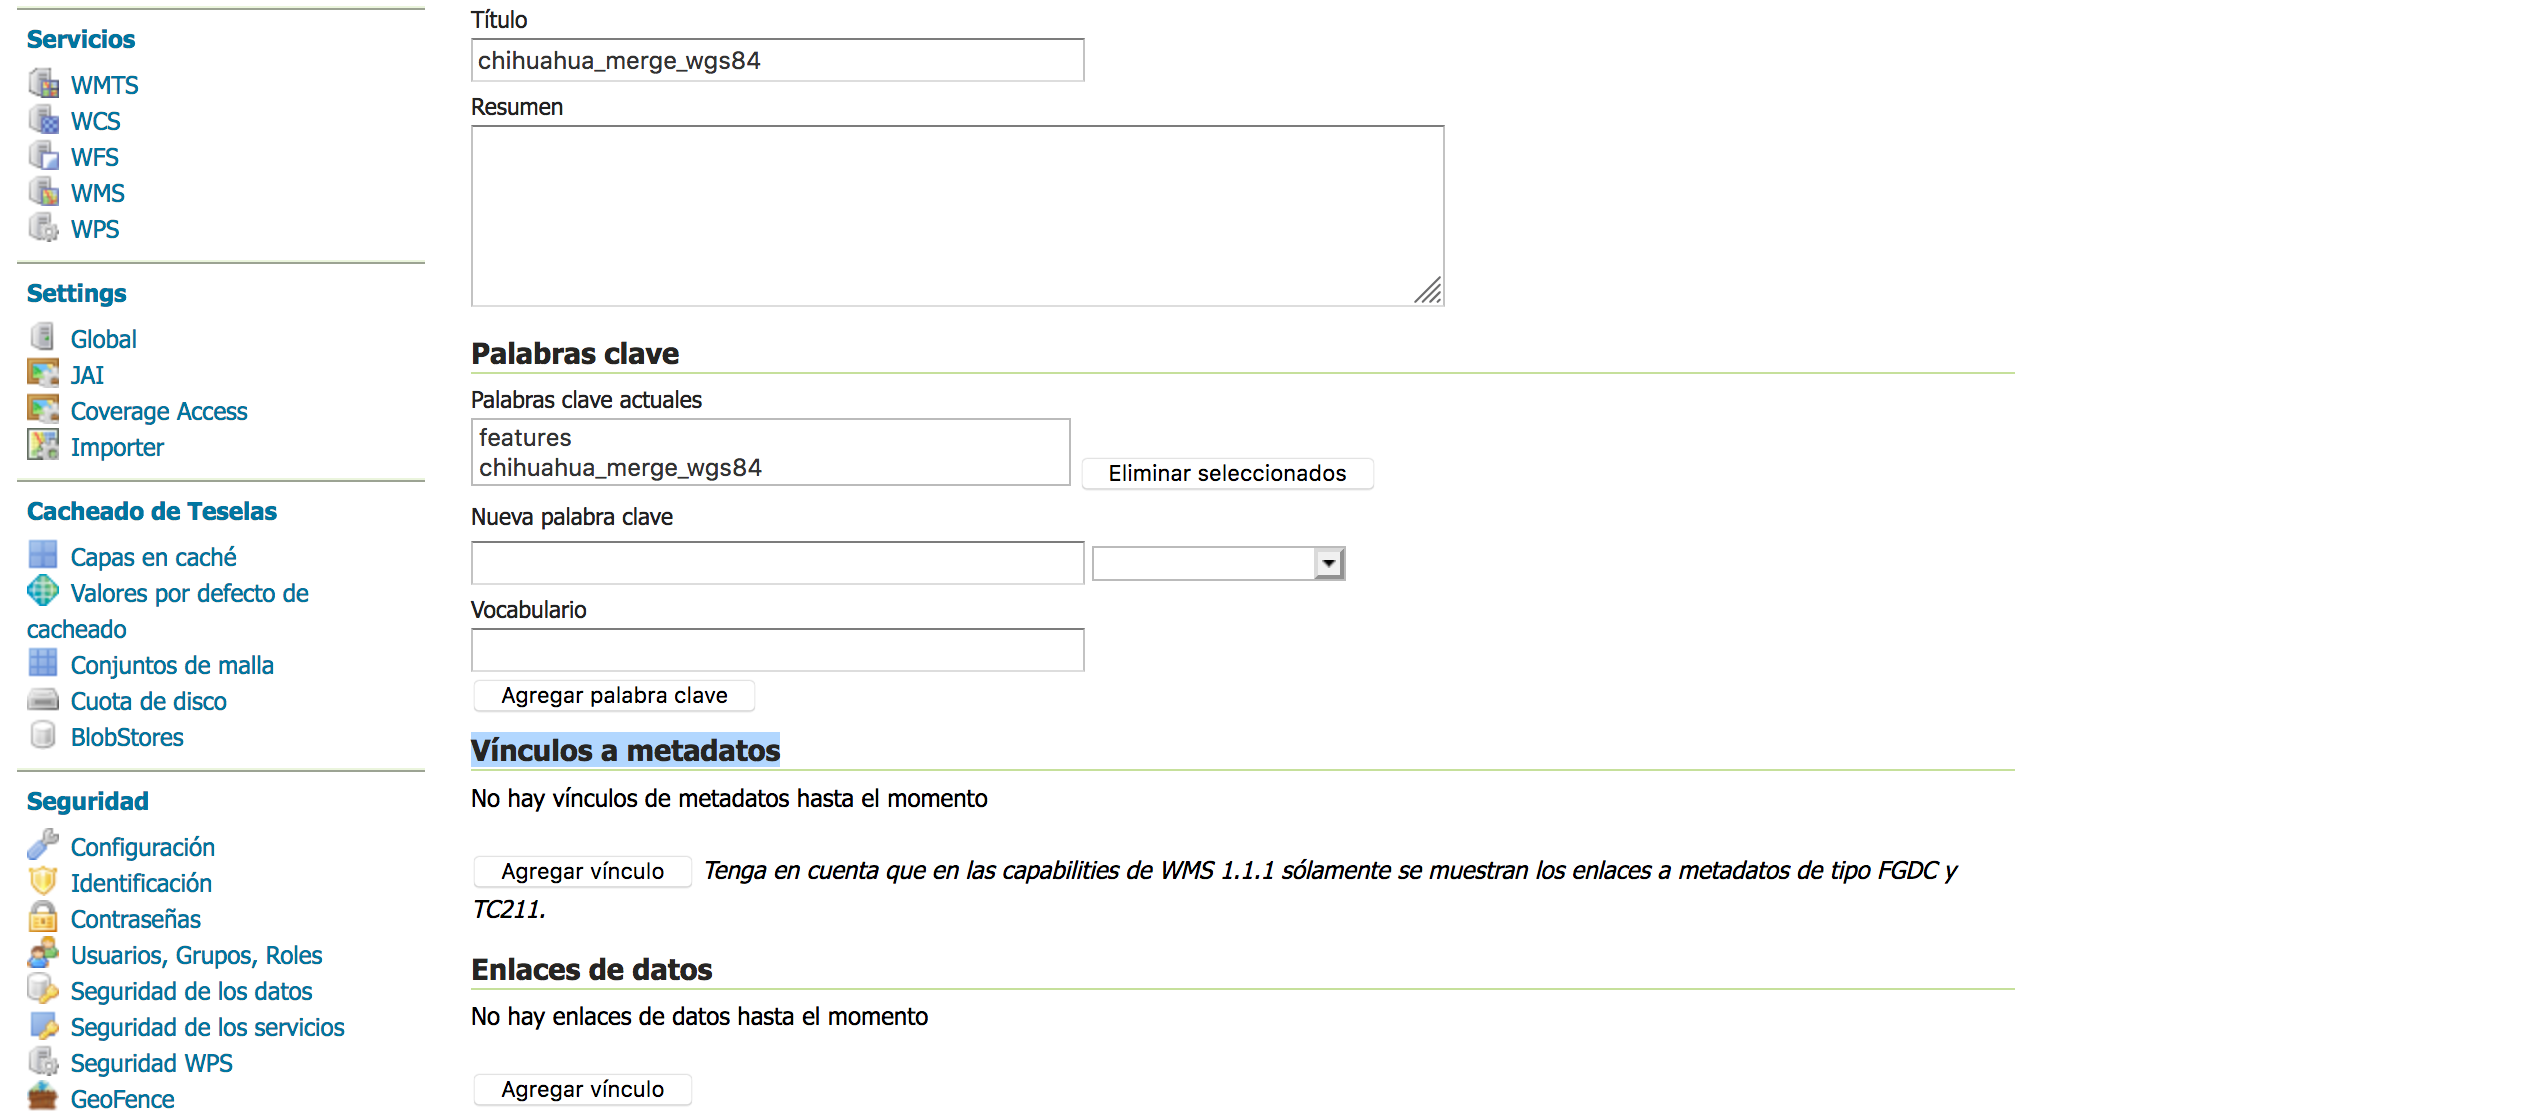 Servicios
WMTS
WCS
WFS
WMS
WPS
Settings
Global
JAI
Coverage Access
Importer
Cacheado de Teselas
Capas en caché
Valores por defecto de
cacheado
Conjuntos de malla
Cuota de disco
BlobStores
Seguridad
Configuración
Identificación
Contraseñas
Usuarios, Grupos, Roles
Seguridad de los datos
Seguridad de los servicios
Seguridad WPS
GeoFence
Título
chihuahua_merge_wgs84
Resumen
Palabras clave
Palabras clave actuales
features
chihuahua_merge_wgs84
Eliminar seleccionados
Nueva palabra clave
Vocabulario
Agregar palabra clave
Vínculos a metadatos
No hay vínculos de metadatos hasta el momento
Agregar vínculo Tenga en cuenta que en las capabilities de WMS 1.1.1 sólamente se muestran los enlaces a metadatos de tipo FGDC y
TC211.
Enlaces de datos
No hay enlaces de datos hasta el momento
Agregar vínculo